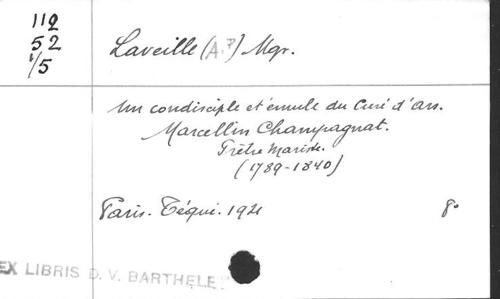 112
52
1/5
Laveille (A.?) Mgr.
Un condisciple et émule du Curé d'Ars.
Marcellin Champagnat.
Prêtre Mariste.
(1789-1840)
Paris. Téqui. 1921 8°
EX LIBRIS D. V. BARTHELE